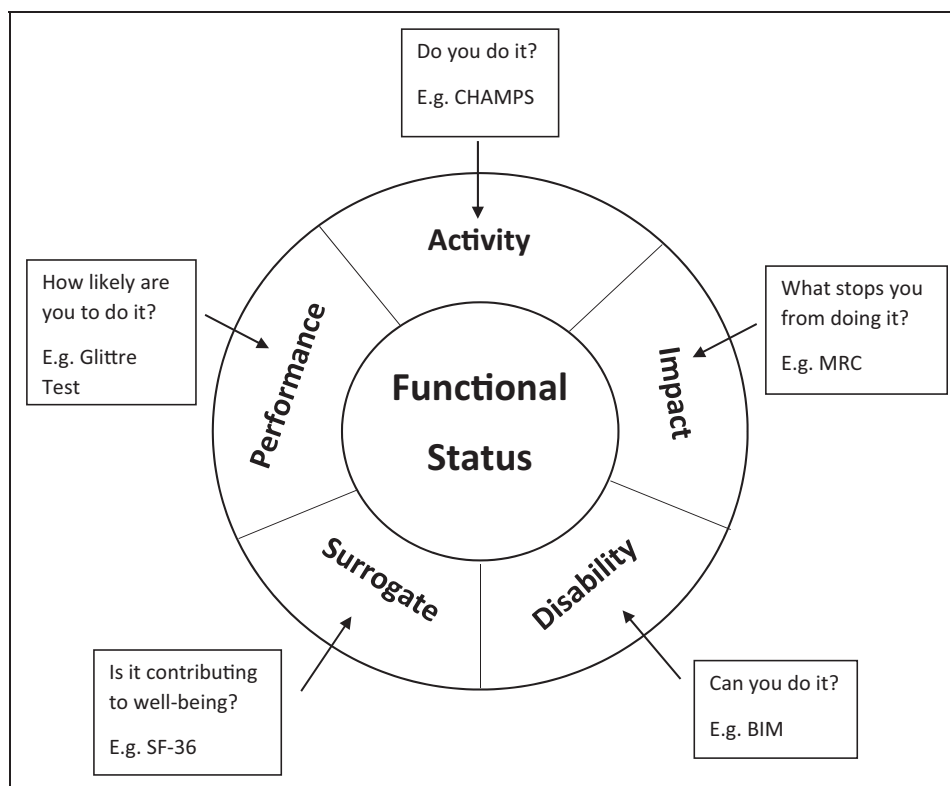 Do you do it?
E.g. CHAMPS
Activity
How likely are
you to do it?
E.g. Glittre
Test
Performance
What stops you
from doing it?
E.g. MRC
Impact
Functional
Status
Surrogate
Disability
Is it contributing
to well-being?
E.g. SF-36
Can you do it?
E.g. BIM